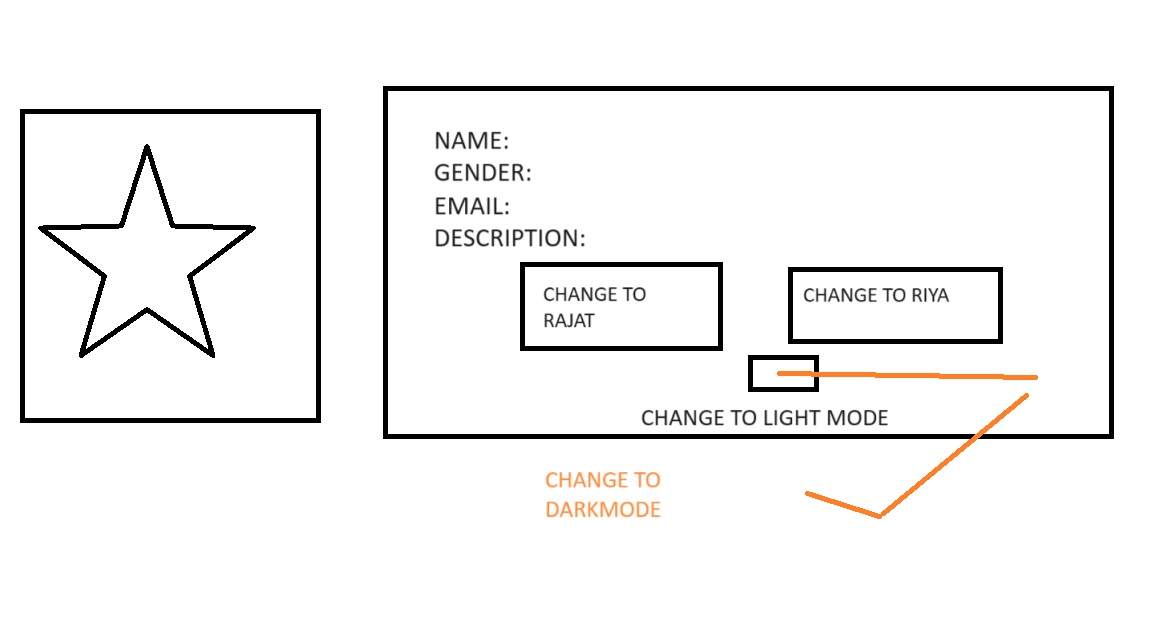 NAME:
GENDER:
EMAIL:
DESCRIPTION:
CHANGE TO
RAJAT
CHANGE TO RIYA
CHANGE TO LIGHT MODE
CHANGE TO
DARKMODE